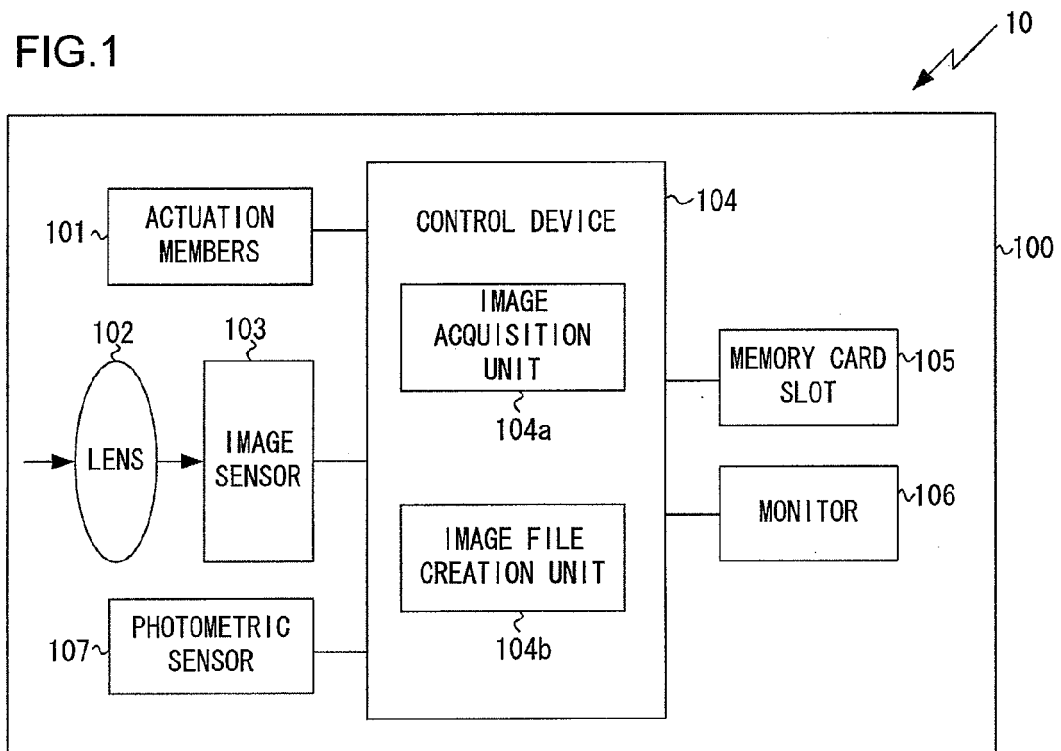 FIG.1
10
ACTUATION
MEMBERS
101
CONTROL DEVICE
104
100
102
103
IMAGE
ACQUISITION
UNIT
104a
MEMORY CARD
SLOT
105
LENS
IMAGE
SENSOR
MONITOR
106
IMAGE FILE
CREATION UNIT
104b
PHOTOMETRIC
SENSOR
107